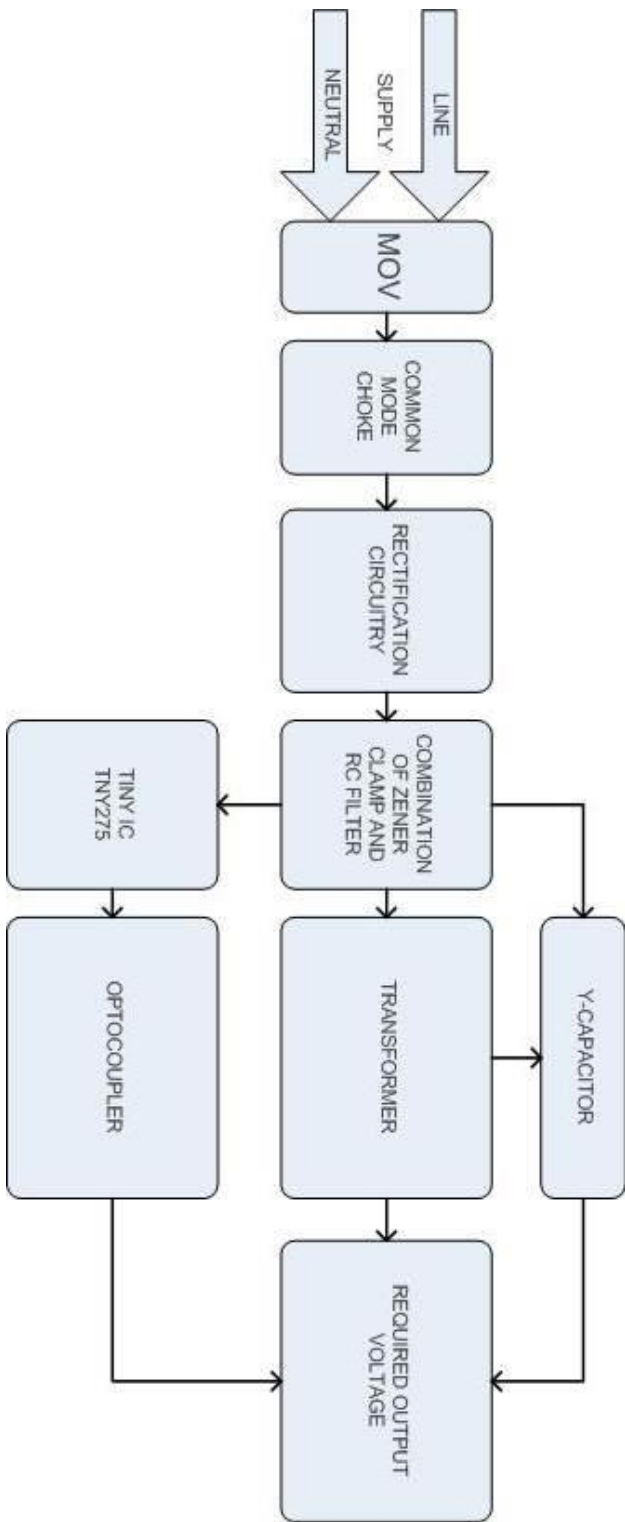 LINE
SUPPLY
NEUTRAL
MOV
COMMON
MODE
CHOKE
RECTIFICATION
CIRCUITRY
COMBINATION
OF ZENER
CLAMP AND
RC FILTER
TINY IC
TNY275
Y-CAPACITOR
TRANSFORMER
OPTOCOUPLER
REQUIRED OUTPUT
VOLTAGE